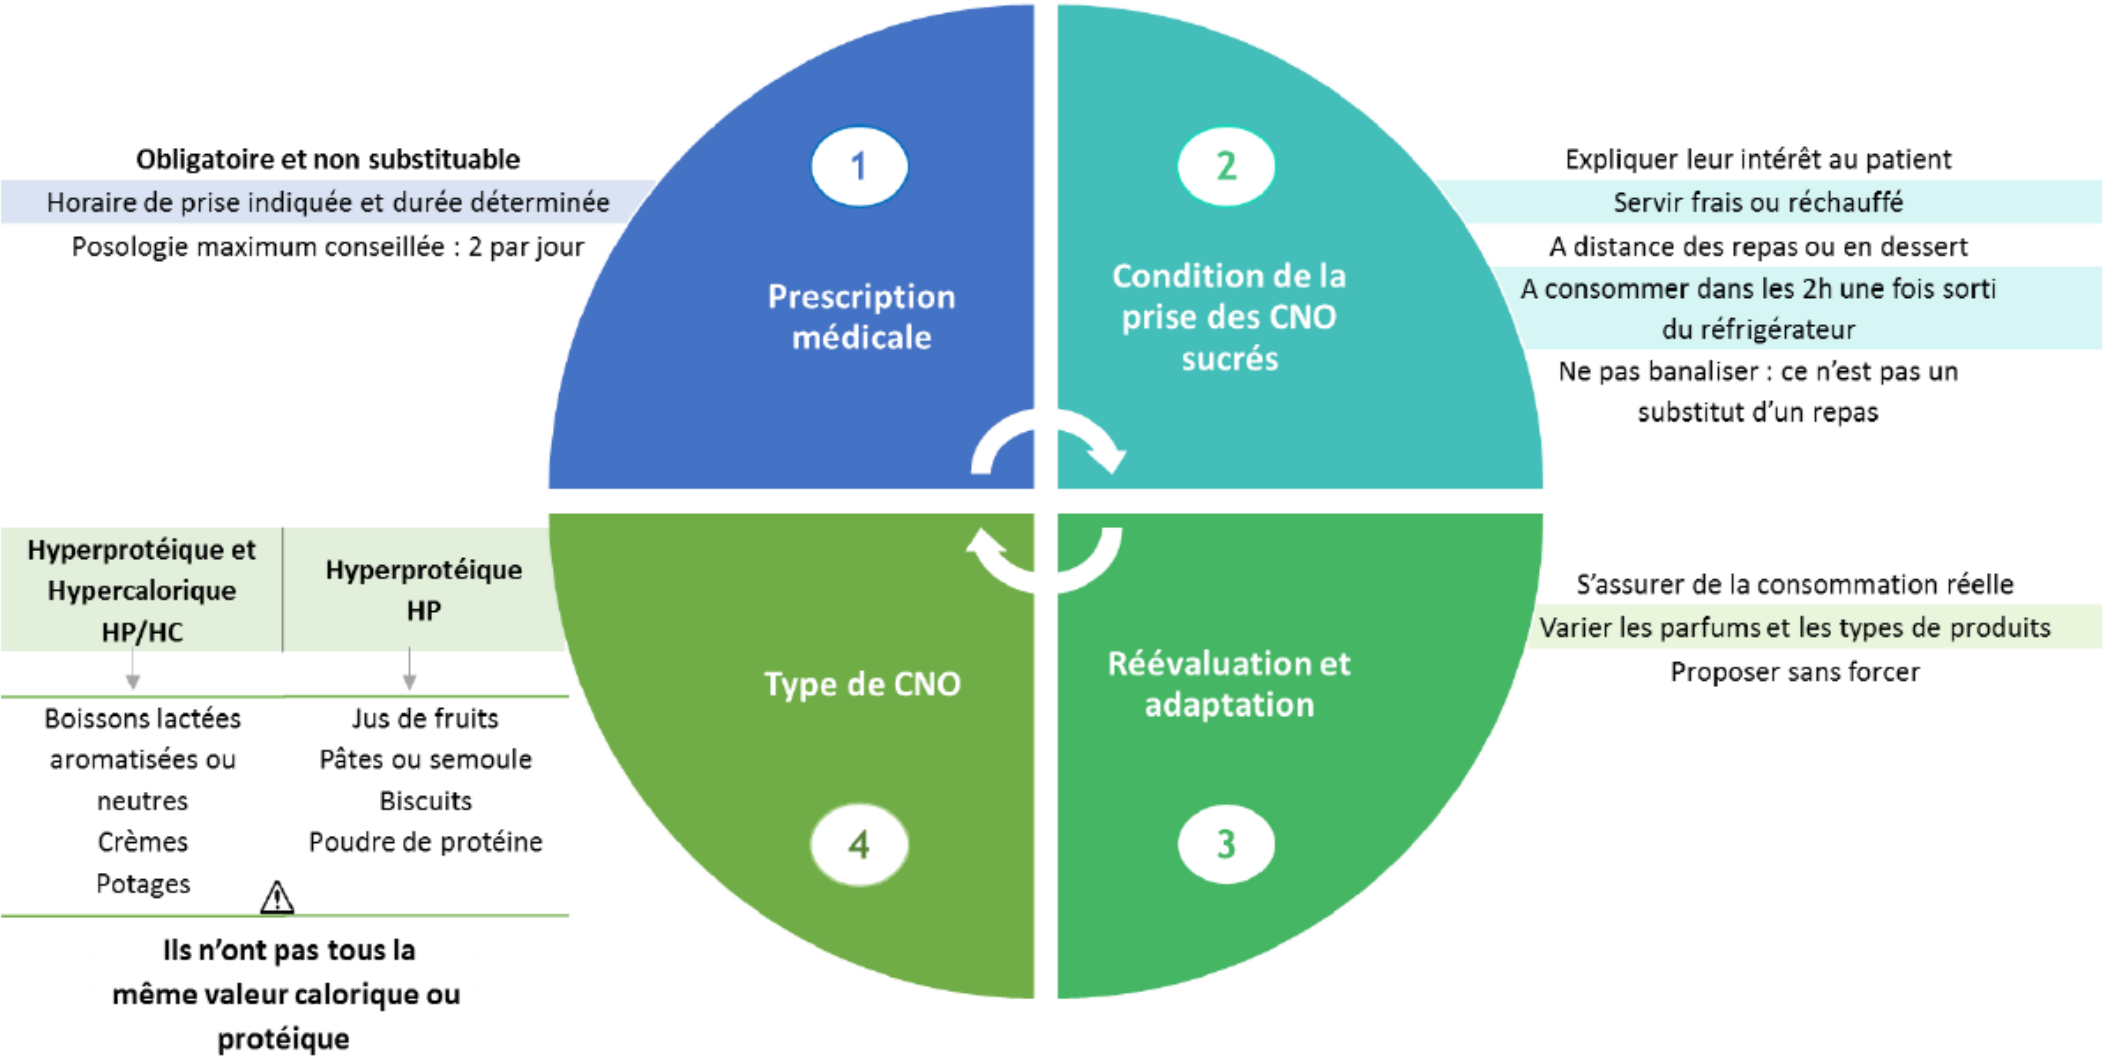 1
Prescription
médicale
Obligatoire et non substituable
Horaire de prise indiquée et durée déterminée
Posologie maximum conseillée : 2 par jour
2
Condition de la
prise des CNO
sucrés
Expliquer leur intérêt au patient
Servir frais ou réchauffé
A distance des repas ou en dessert
A consommer dans les 2h une fois sorti
du réfrigérateur
Ne pas banaliser : ce n’est pas un
substitut d’un repas
Réévaluation et
adaptation
3
S’assurer de la consommation réelle
Varier les parfums et les types de produits
Proposer sans forcer
Type de CNO
4
Hyperprotéique et
Hypercalorique
HP/HC
Boissons lactées
aromatisées ou
neutres
Crèmes
Potages
Hyperprotéique
HP
Jus de fruits
Pâtes ou semoule
Biscuits
Poudre de protéine
Ils n’ont pas tous la
même valeur calorique ou
protéique